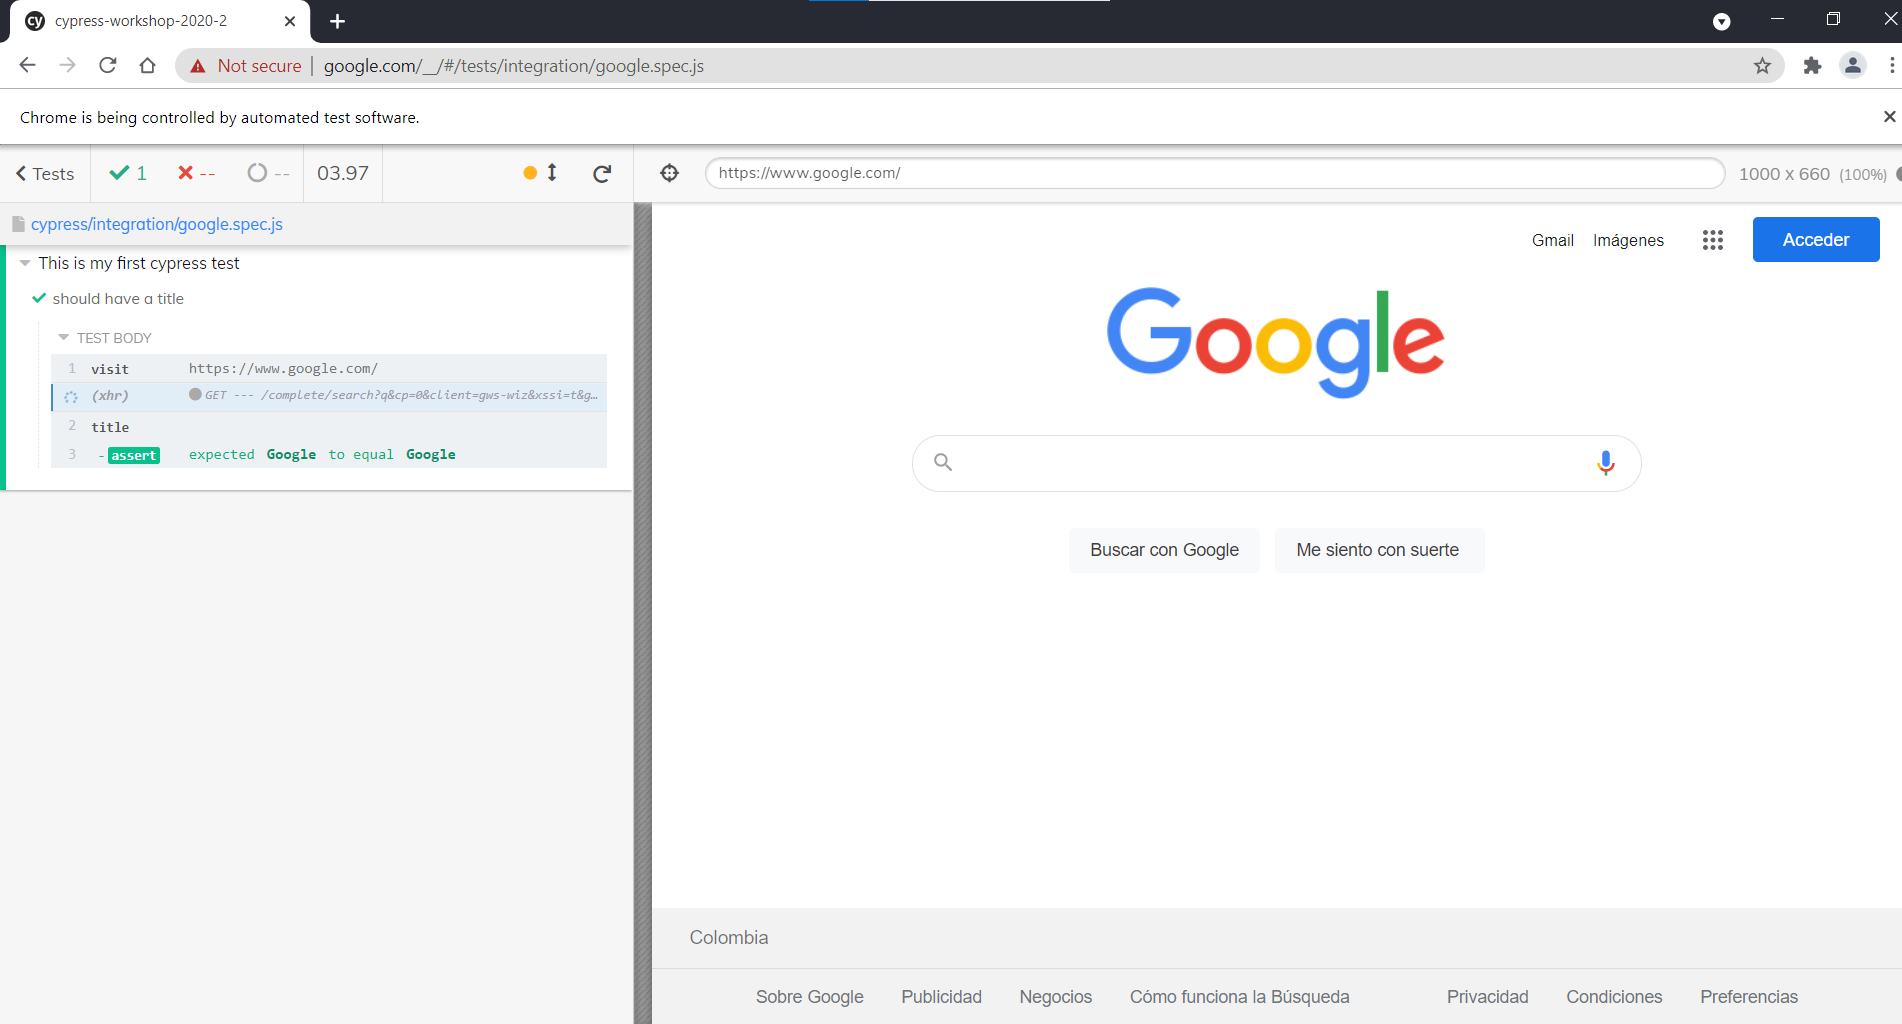 cypress-workshop-2020-2
Not secure | google.com/__/#/tests/integration/google.spec.js
Chrome is being controlled by automated test software.
Tests 1 -- -- 03.97
https://www.google.com/ 1000 x 660 (100%)
cypress/integration/google.spec.js
This is my first cypress test
should have a title
TEST BODY
1 visit https://www.google.com/
(xhr) GET --- /complete/search?q&cp=0&client=gws-wiz&xssi=t&g…
2 title
3 - assert expected Google to equal Google
Gmail Imágenes Acceder
Google
Buscar con Google Me siento con suerte
Colombia
Sobre Google Publicidad Negocios Cómo funciona la Búsqueda Privacidad Condiciones Preferencias